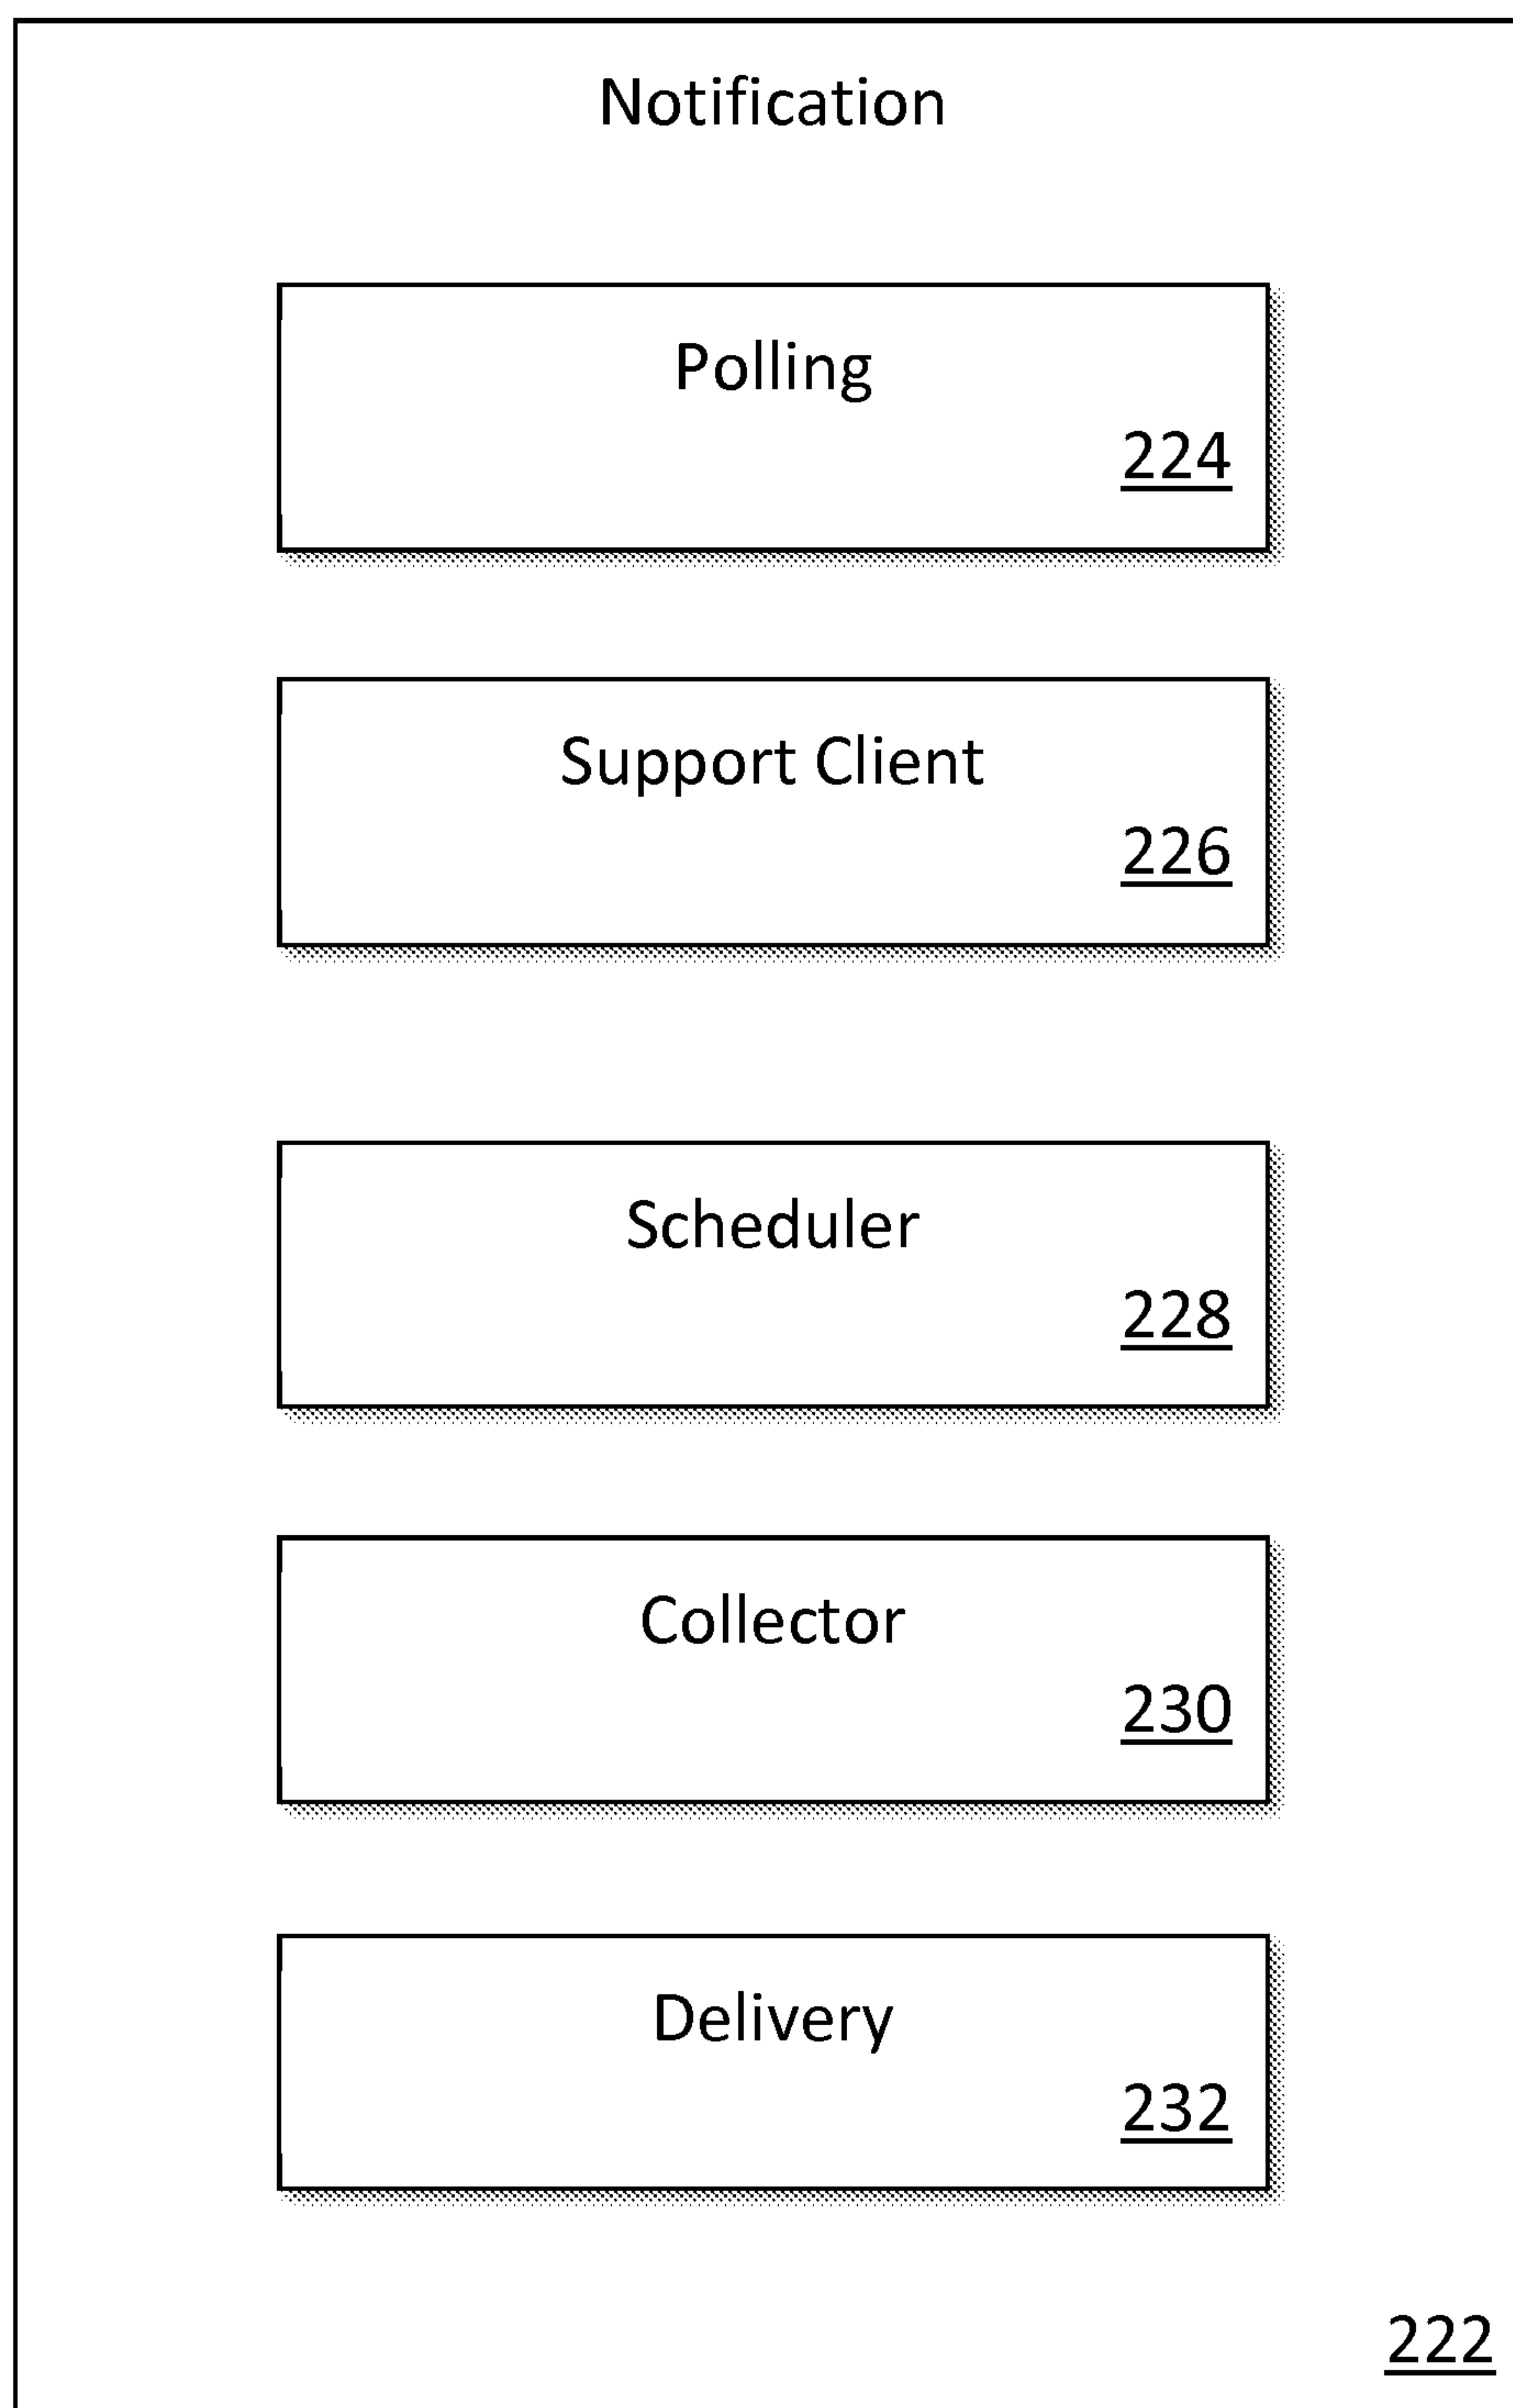 Notification
Polling
224
Support Client
226
Scheduler
228
Collector
230
Delivery
232
222